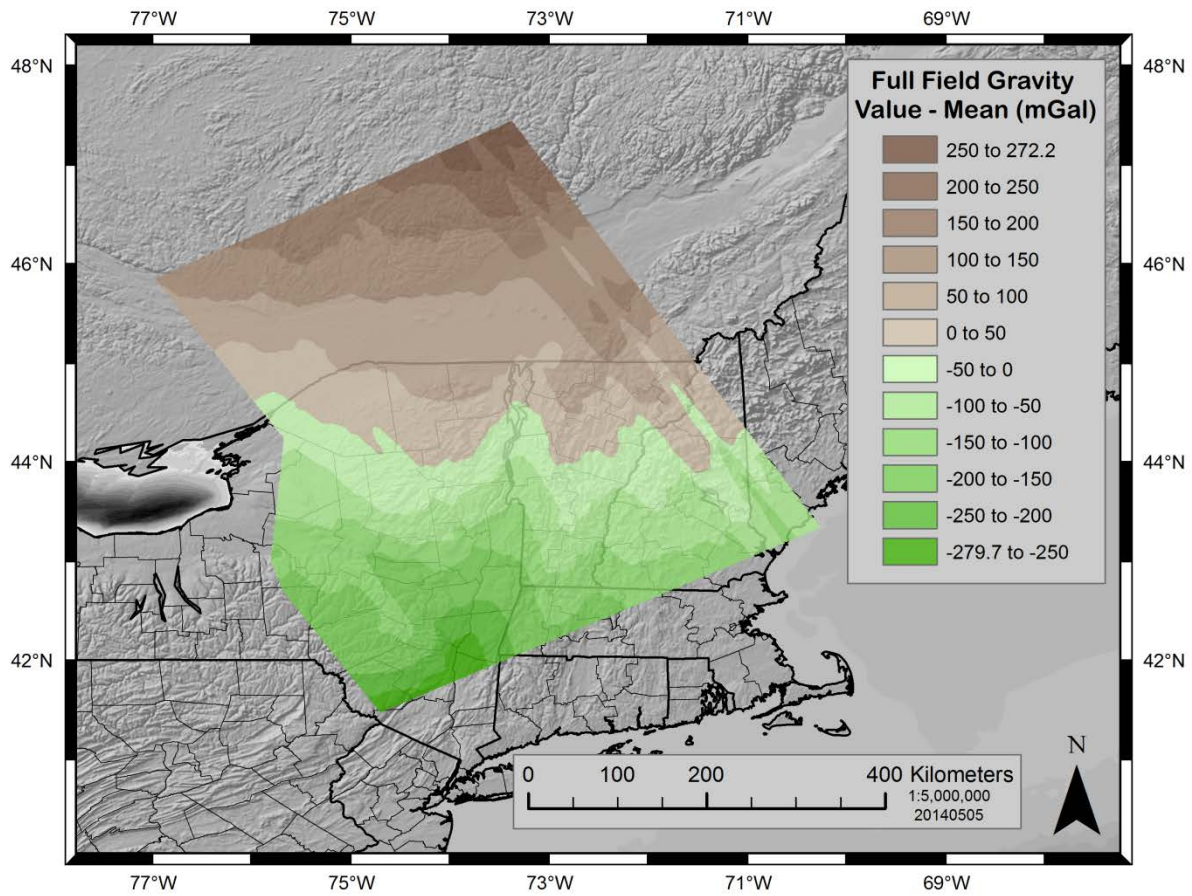 77°W 75°W 73°W 71°W 69°W
48°N 48°N
Full Field Gravity
Value - Mean (mGal)
250 to 272.2
200 to 250
150 to 200
100 to 150
50 to 100
0 to 50
-50 to 0
-100 to -50
-150 to -100
-200 to -150
-250 to -200
-279.7 to -250
46°N 46°N
44°N 44°N
42°N 42°N
N
0 100 200 400 Kilometers
1:5,000,000
20140505
77°W 75°W 73°W 71°W 69°W